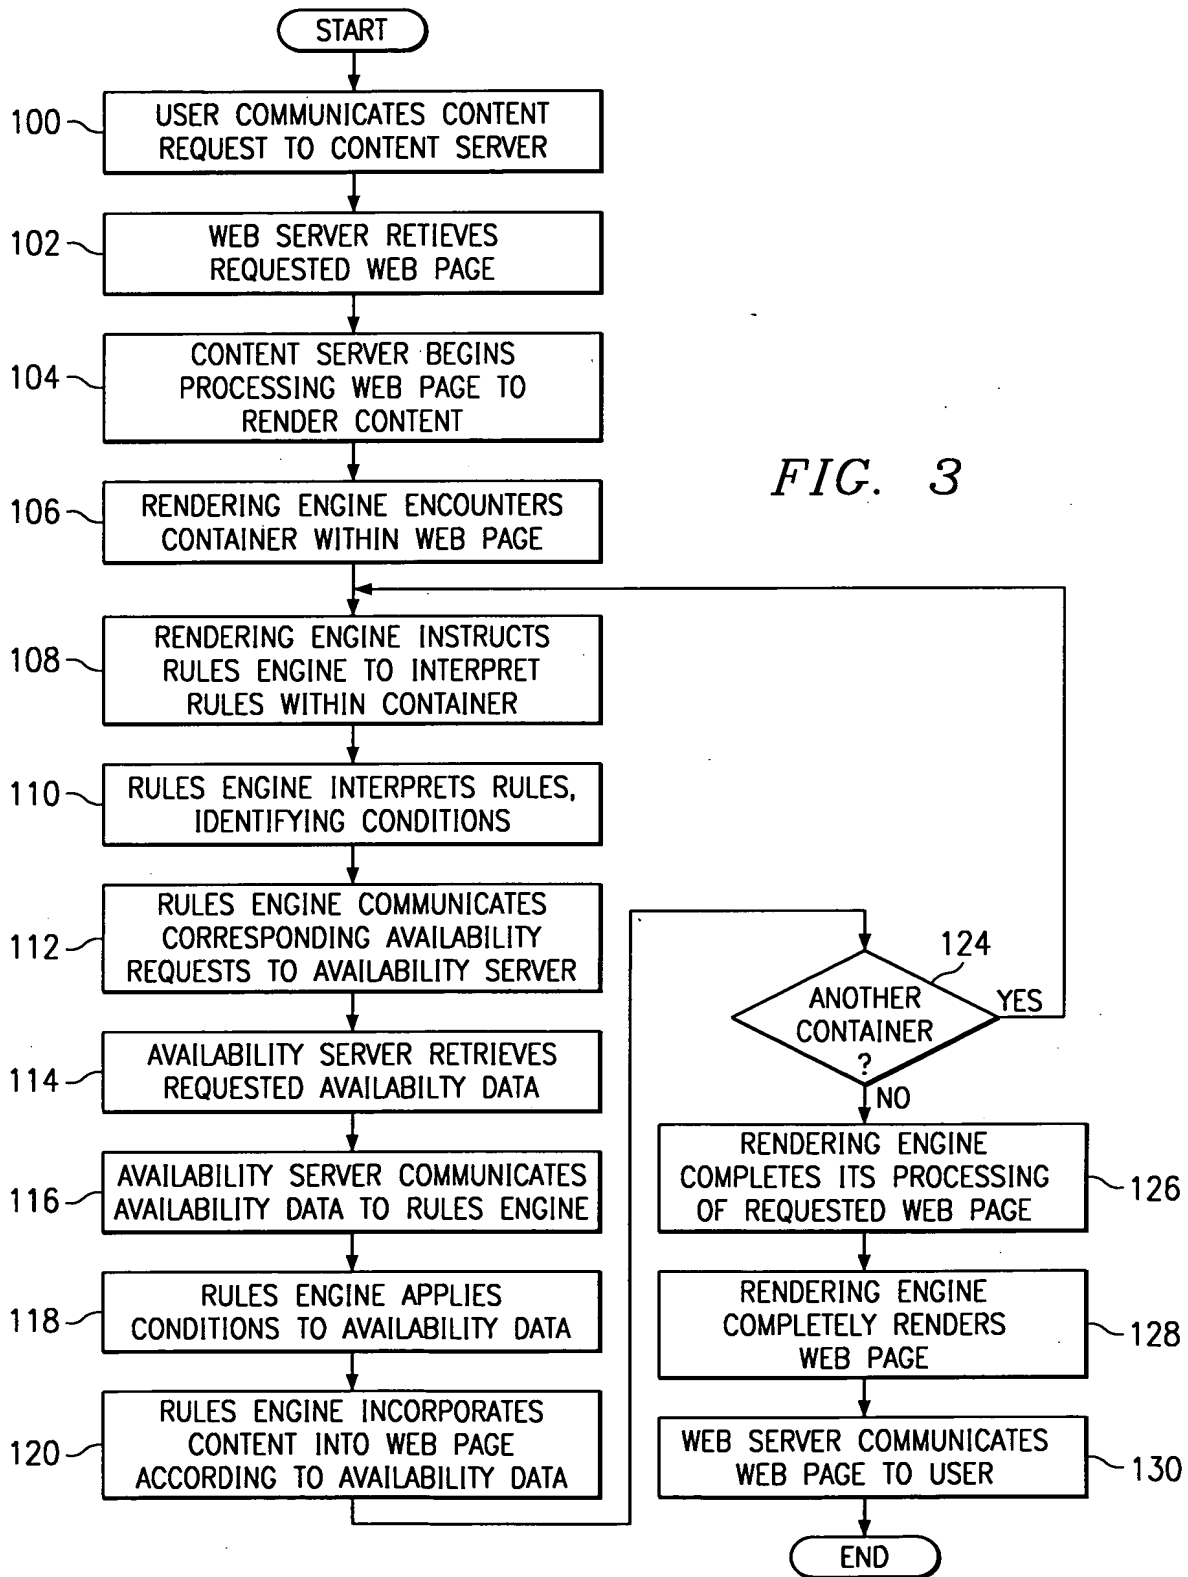 START
100
USER COMMUNICATES CONTENT
REQUEST TO CONTENT SERVER
102
WEB SERVER RETIEVES
REQUESTED WEB PAGE
104
CONTENT SERVER BEGINS
PROCESSING WEB PAGE TO
RENDER CONTENT
FIG. 3
106
RENDERING ENGINE ENCOUNTERS
CONTAINER WITHIN WEB PAGE
108
RENDERING ENGINE INSTRUCTS
RULES ENGINE TO INTERPRET
RULES WITHIN CONTAINER
110
RULES ENGINE INTERPRETS RULES,
IDENTIFYING CONDITIONS
112
RULES ENGINE COMMUNICATES
CORRESPONDING AVAILABILITY
REQUESTS TO AVAILABILITY SERVER
114
AVAILABILITY SERVER RETRIEVES
REQUESTED AVAILABILTY DATA
116
AVAILABILITY SERVER COMMUNICATES
AVAILABILITY DATA TO RULES ENGINE
118
RULES ENGINE APPLIES
CONDITIONS TO AVAILABILITY DATA
120
RULES ENGINE INCORPORATES
CONTENT INTO WEB PAGE
ACCORDING TO AVAILABILITY DATA
124
ANOTHER
CONTAINER
?
YES
NO
RENDERING ENGINE
COMPLETES ITS PROCESSING
OF REQUESTED WEB PAGE
126
RENDERING ENGINE
COMPLETELY RENDERS
WEB PAGE
128
WEB SERVER COMMUNICATES
WEB PAGE TO USER
130
END